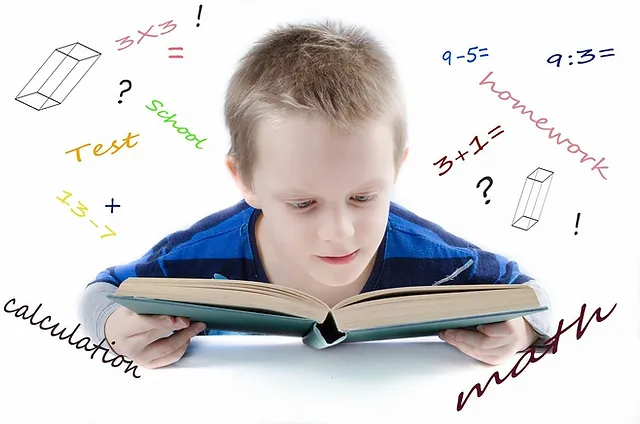 3X3
=
!
?
School
Test
13-7
+
calculation
9-5=
9:3=
homework
3+1=
?
!
math